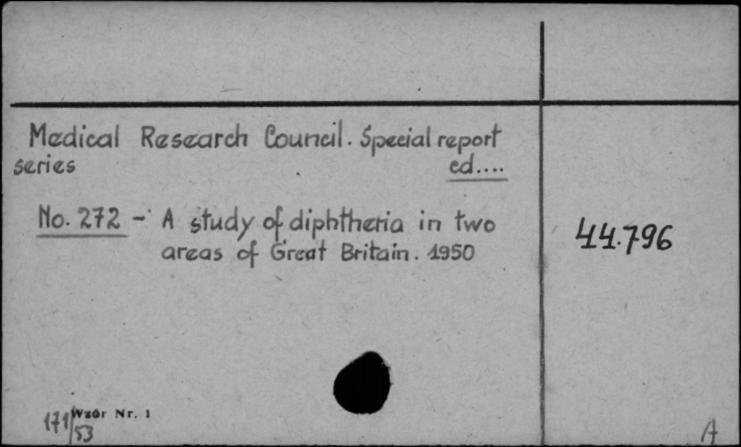 Medical Research Council. Special report
series ed....
No. 272 - A study of diphtheria in two
areas of Great Britain. 1950
44.796
Wzór Nr. 1
171/53
A